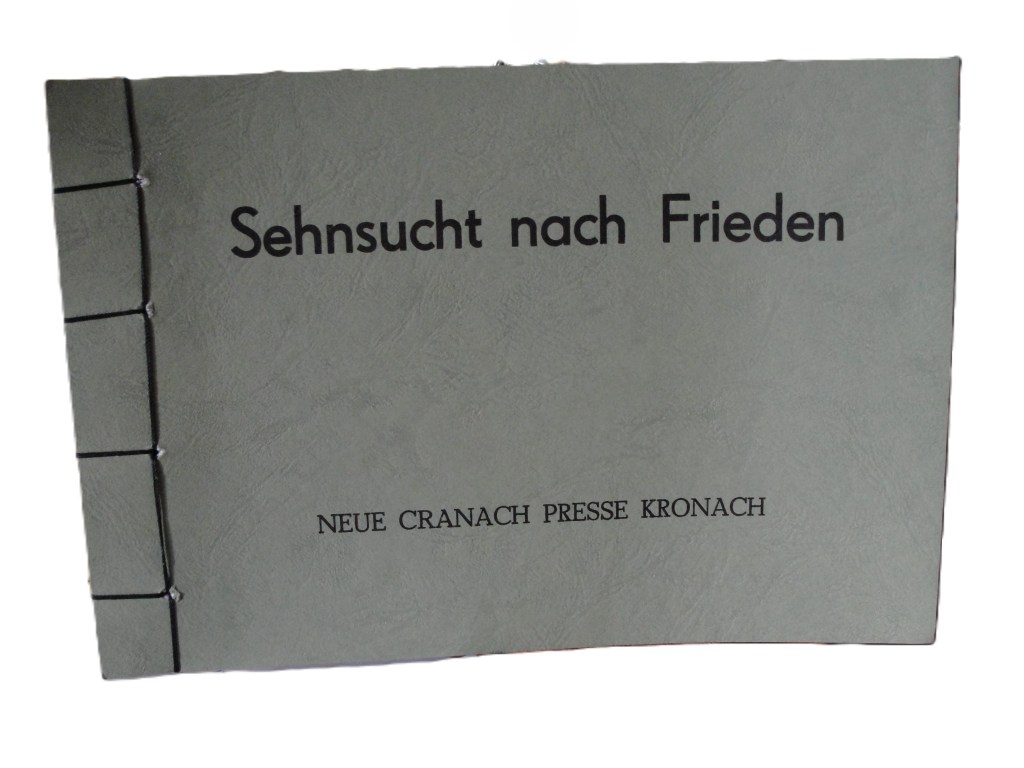 Sehnsucht nach Frieden
NEUE CRANACH PRESSE KRONACH